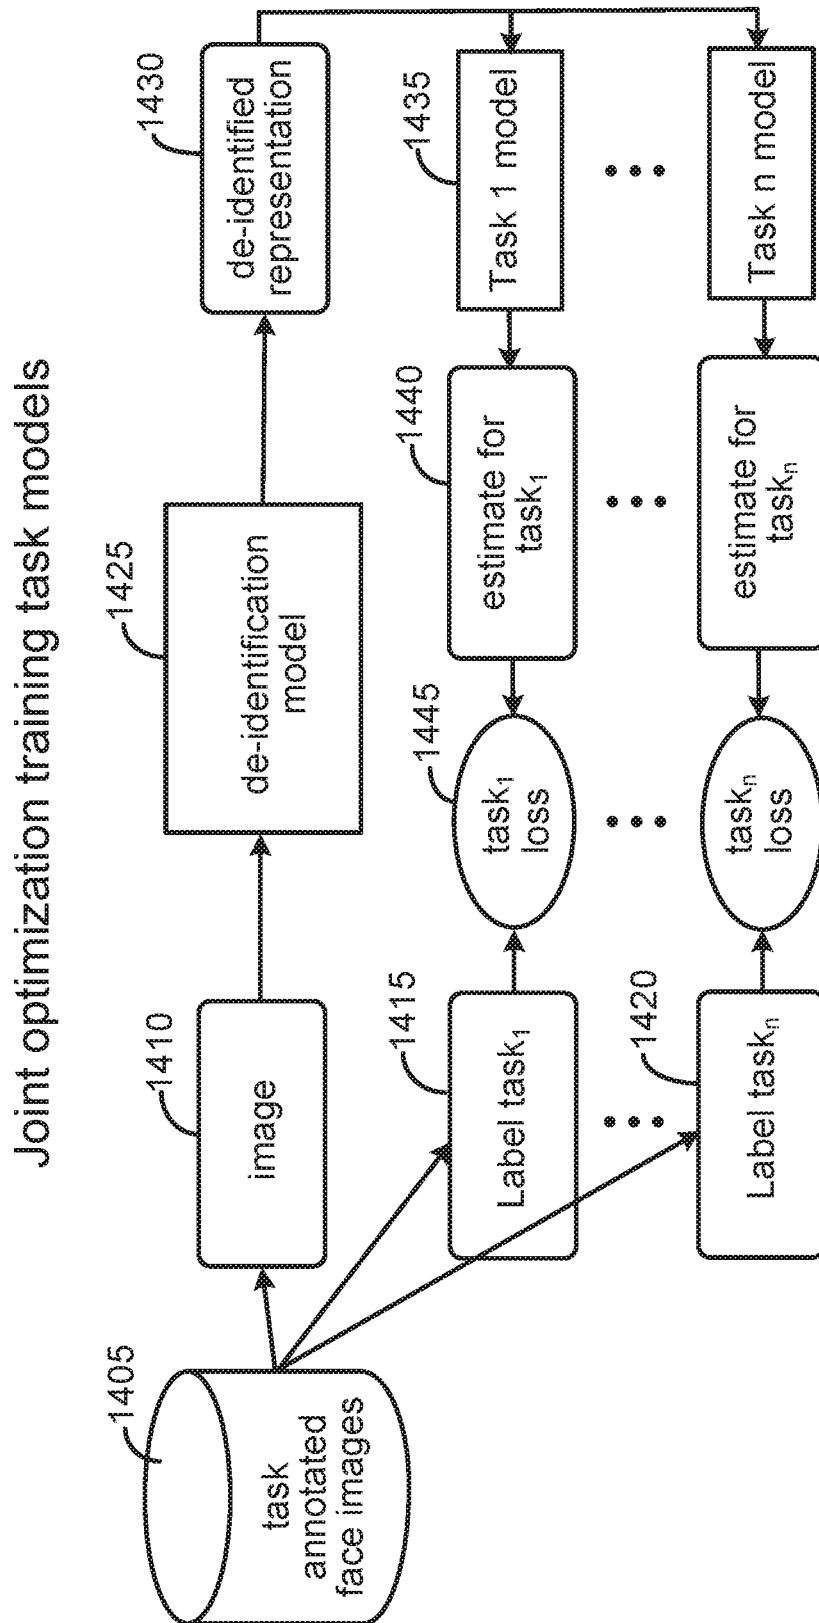 Joint optimization training task models
1405
task
annotated
face images
1410
image
1425
de-identification
model
1430
de-identified
representation
1415
Label task₁
1445
task₁
loss
1440
estimate for
task₁
1435
Task 1 model
1420
Label taskₙ
taskₙ
loss
estimate for
taskₙ
Task n model